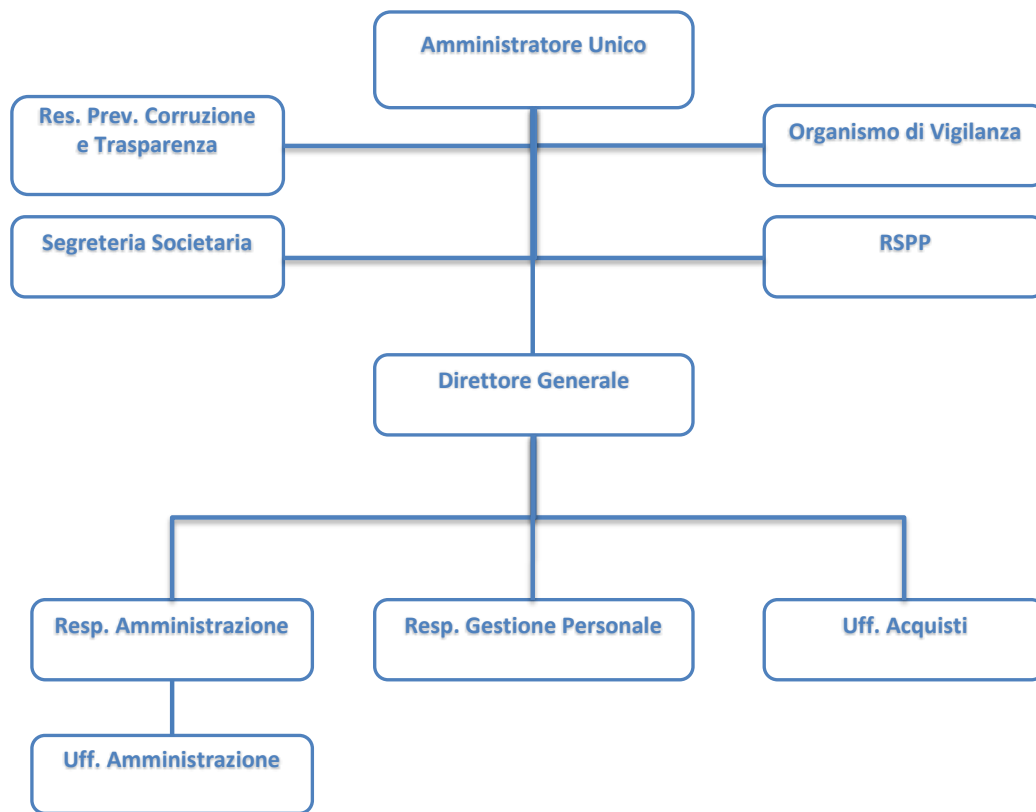 Amministratore Unico
Res. Prev. Corruzione
e Trasparenza
Organismo di Vigilanza
Segreteria Societaria
RSPP
Direttore Generale
Resp. Amministrazione
Resp. Gestione Personale
Uff. Acquisti
Uff. Amministrazione